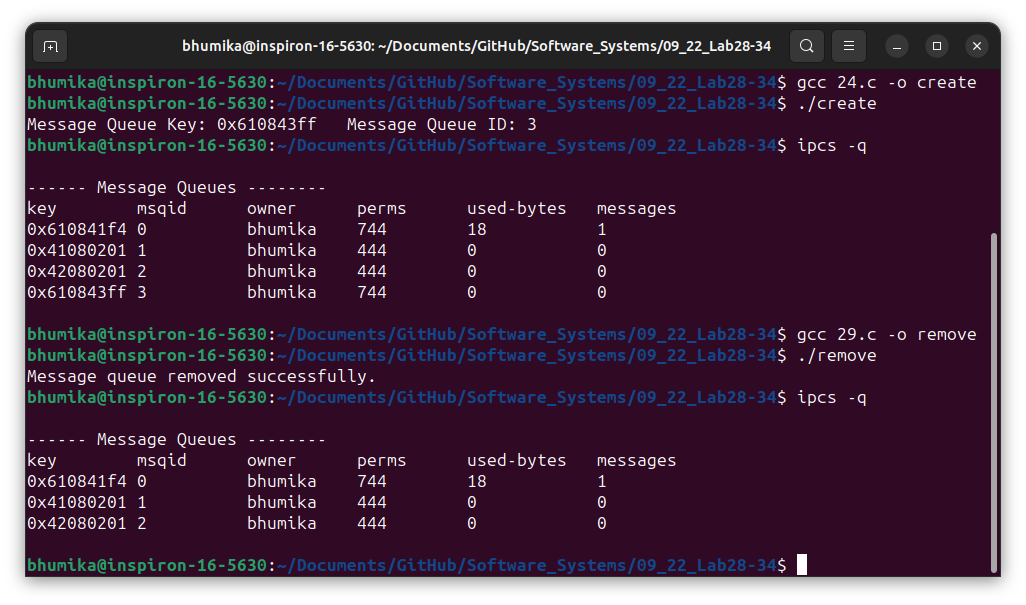 bhumika@inspiron-16-5630: ~/Documents/GitHub/Software_Systems/09_22_Lab28-34
bhumika@inspiron-16-5630:~/Documents/GitHub/Software_Systems/09_22_Lab28-34$ gcc 24.c -o create
bhumika@inspiron-16-5630:~/Documents/GitHub/Software_Systems/09_22_Lab28-34$ ./create
Message Queue Key: 0x610843ff   Message Queue ID: 3
bhumika@inspiron-16-5630:~/Documents/GitHub/Software_Systems/09_22_Lab28-34$ ipcs -q
------ Message Queues --------
key        msqid      owner      perms      used-bytes   messages
0x610841f4 0          bhumika    744        18           1
0x41080201 1          bhumika    444        0            0
0x42080201 2          bhumika    444        0            0
0x610843ff 3          bhumika    744        0            0
bhumika@inspiron-16-5630:~/Documents/GitHub/Software_Systems/09_22_Lab28-34$ gcc 29.c -o remove
bhumika@inspiron-16-5630:~/Documents/GitHub/Software_Systems/09_22_Lab28-34$ ./remove
Message queue removed successfully.
bhumika@inspiron-16-5630:~/Documents/GitHub/Software_Systems/09_22_Lab28-34$ ipcs -q
------ Message Queues --------
key        msqid      owner      perms      used-bytes   messages
0x610841f4 0          bhumika    744        18           1
0x41080201 1          bhumika    444        0            0
0x42080201 2          bhumika    444        0            0
bhumika@inspiron-16-5630:~/Documents/GitHub/Software_Systems/09_22_Lab28-34$